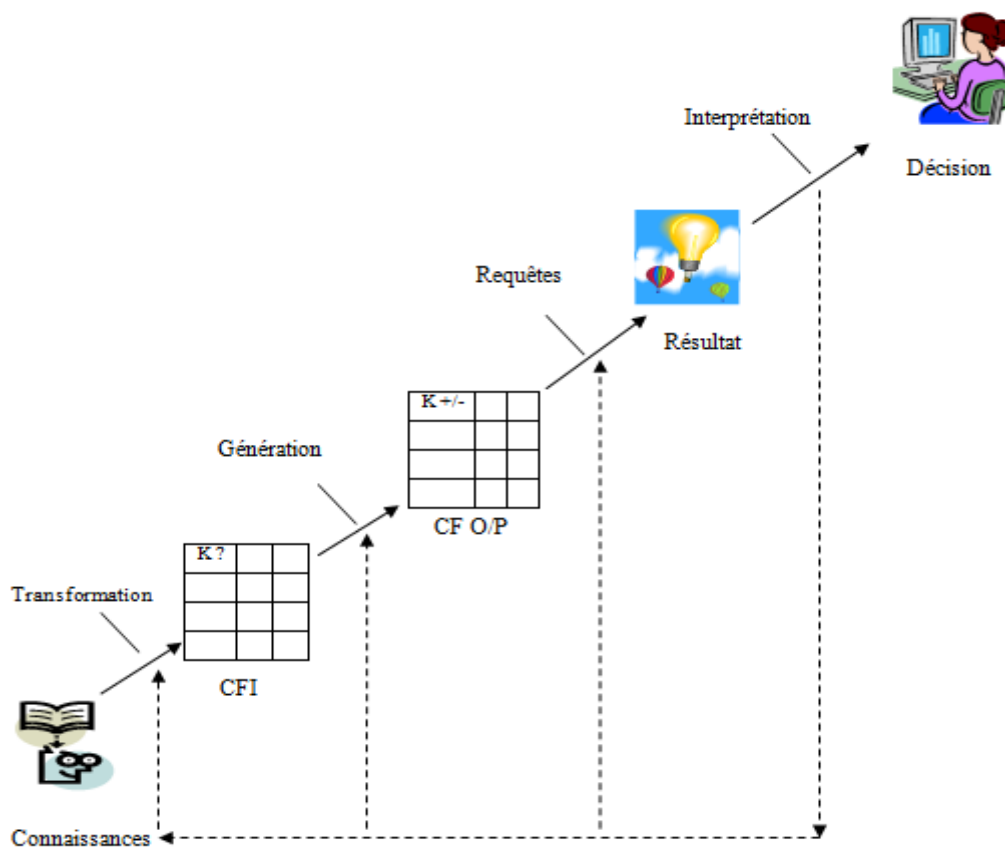 Interprétation
Décision
Requêtes
Résultat
K +/-
Génération
CF O/P
K ?
Transformation
CFI
Connaissances